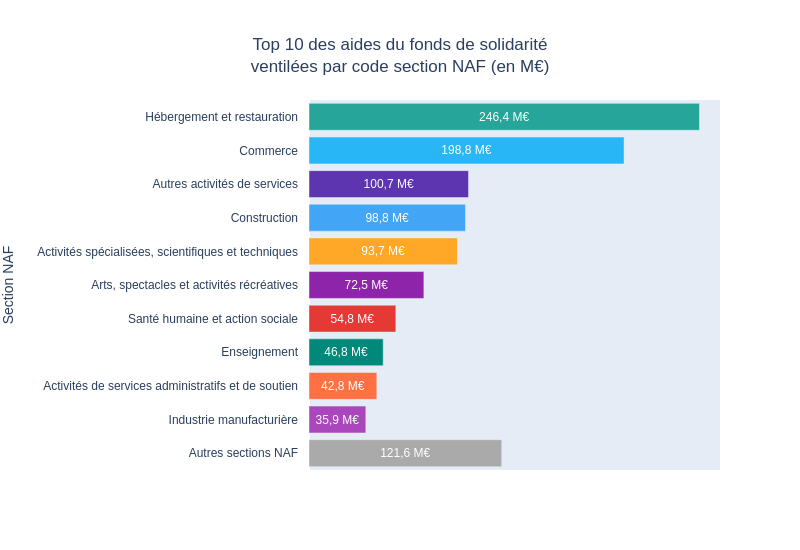 Top 10 des aides du fonds de solidarité
ventilées par code section NAF (en M€)
Section NAF
Hébergement et restauration 246,4 M€
Commerce 198,8 M€
Autres activités de services 100,7 M€
Construction 98,8 M€
Activités spécialisées, scientifiques et techniques 93,7 M€
Arts, spectacles et activités récréatives 72,5 M€
Santé humaine et action sociale 54,8 M€
Enseignement 46,8 M€
Activités de services administratifs et de soutien 42,8 M€
Industrie manufacturière 35,9 M€
Autres sections NAF 121,6 M€